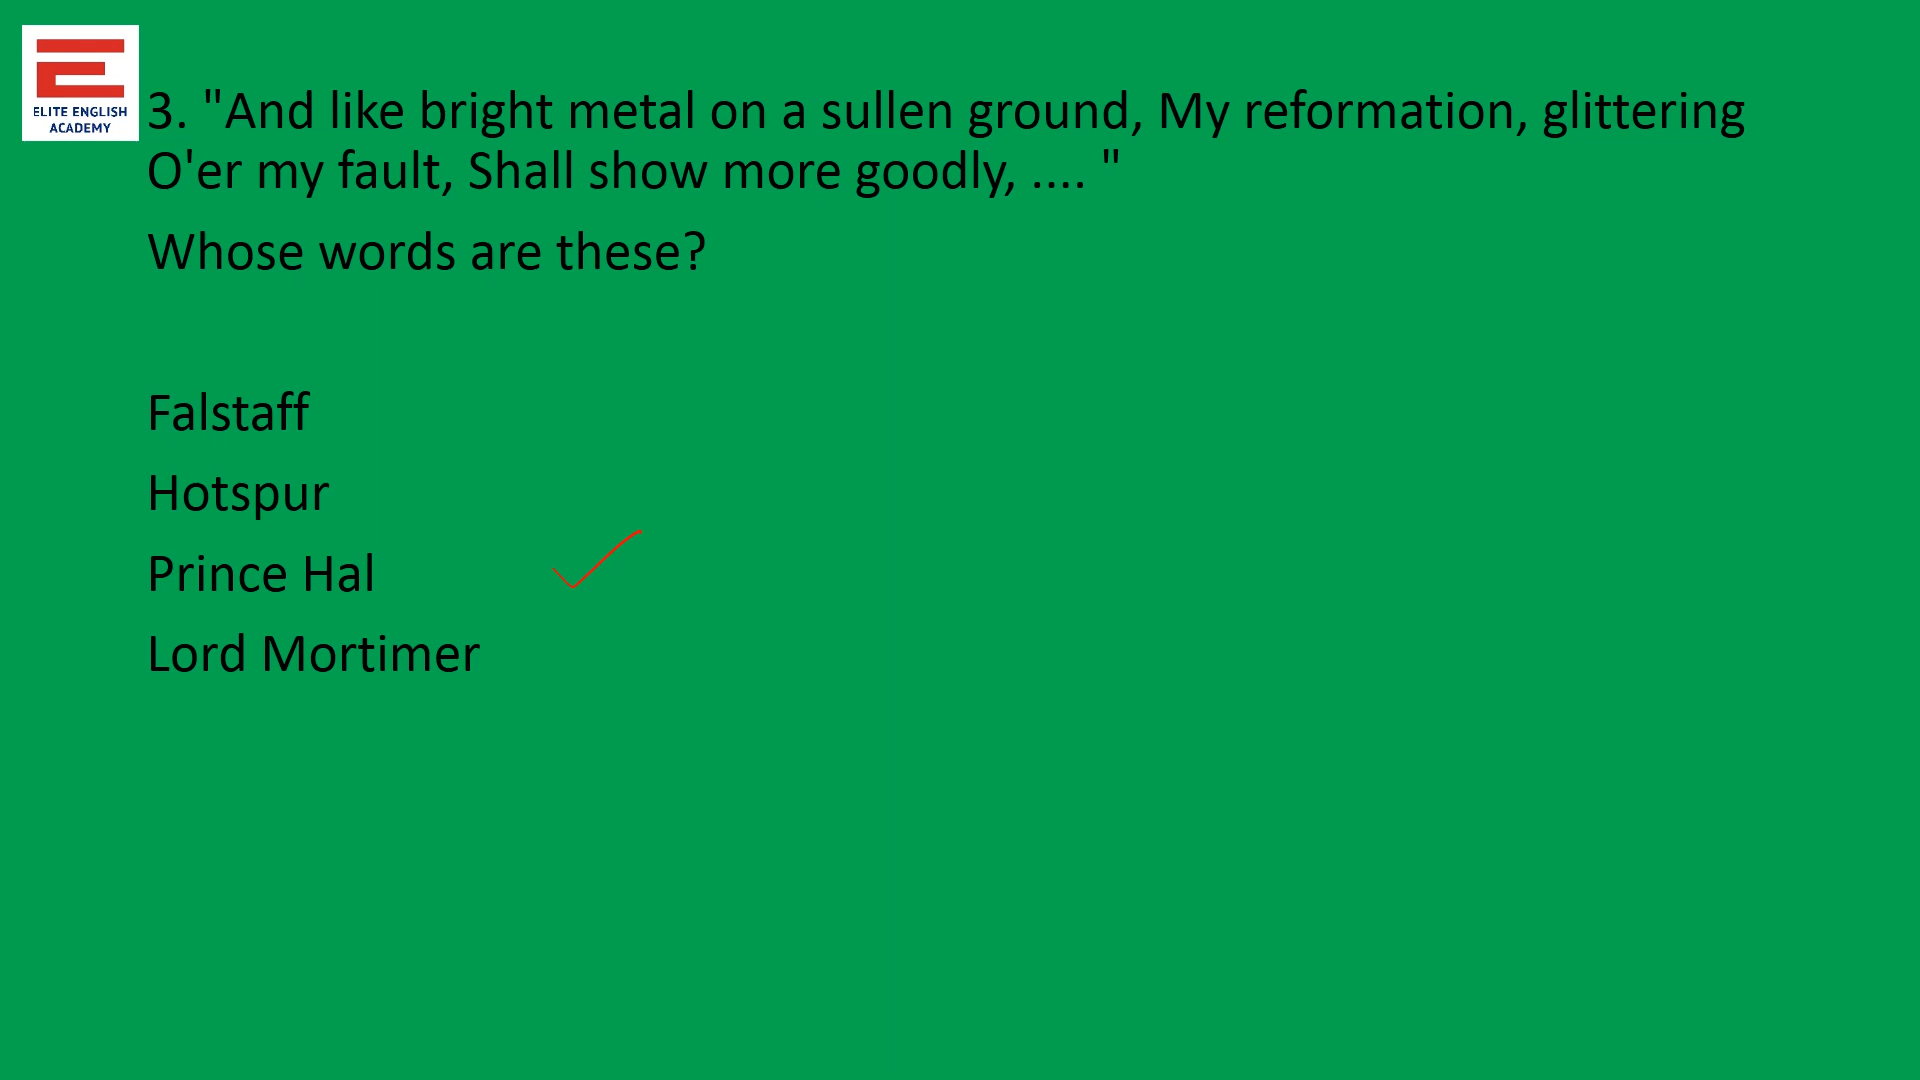 ELITE ENGLISH
ACADEMY
3. "And like bright metal on a sullen ground, My reformation, glittering
O'er my fault, Shall show more goodly, .... "
Whose words are these?
Falstaff
Hotspur
Prince Hal
Lord Mortimer